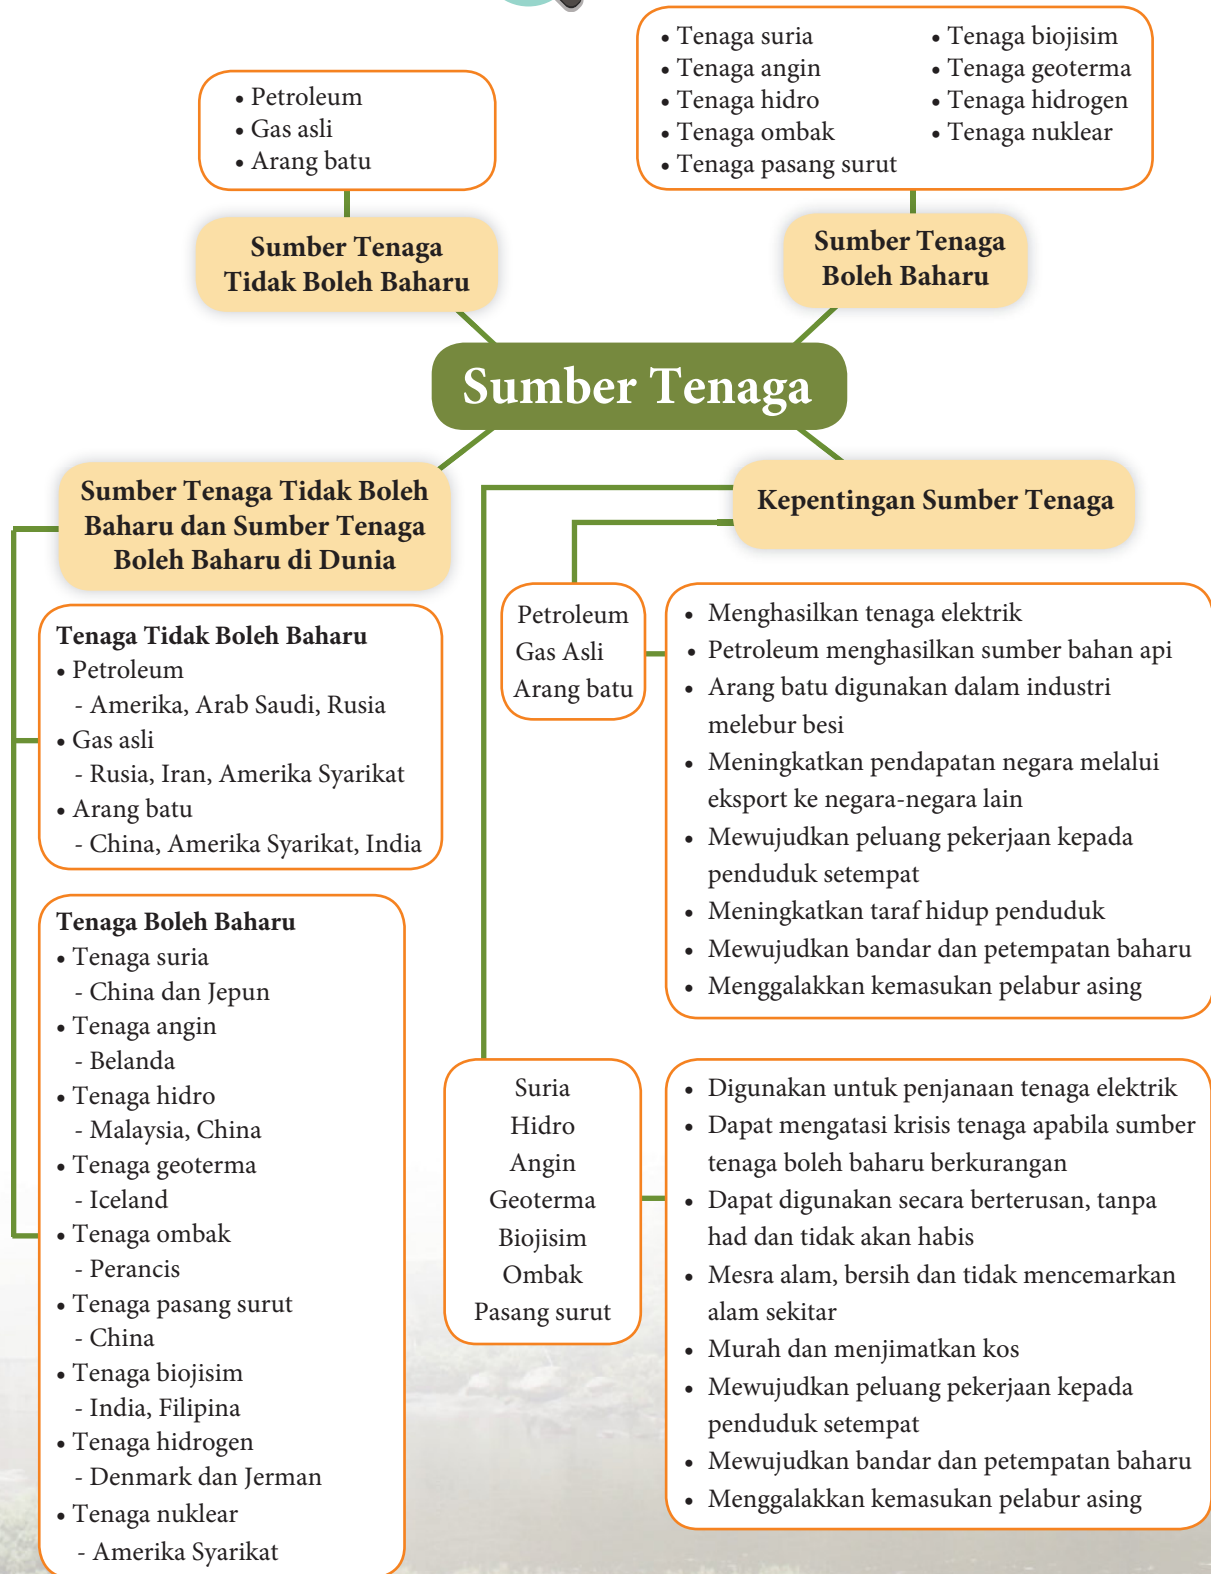 • Petroleum
• Gas asli
• Arang batu
Sumber Tenaga
Tidak Boleh Baharu
• Tenaga suria
• Tenaga angin
• Tenaga hidro
• Tenaga ombak
• Tenaga pasang surut
• Tenaga biojisim
• Tenaga geoterma
• Tenaga hidrogen
• Tenaga nuklear
Sumber Tenaga
Boleh Baharu
Sumber Tenaga
Sumber Tenaga Tidak Boleh
Baharu dan Sumber Tenaga
Boleh Baharu di Dunia
Tenaga Tidak Boleh Baharu
• Petroleum
- Amerika, Arab Saudi, Rusia
• Gas asli
- Rusia, Iran, Amerika Syarikat
• Arang batu
- China, Amerika Syarikat, India
Tenaga Boleh Baharu
• Tenaga suria
- China dan Jepun
• Tenaga angin
- Belanda
• Tenaga hidro
- Malaysia, China
• Tenaga geoterma
- Iceland
• Tenaga ombak
- Perancis
• Tenaga pasang surut
- China
• Tenaga biojisim
- India, Filipina
• Tenaga hidrogen
- Denmark dan Jerman
• Tenaga nuklear
- Amerika Syarikat
Kepentingan Sumber Tenaga
Petroleum
Gas Asli
Arang batu
• Menghasilkan tenaga elektrik
• Petroleum menghasilkan sumber bahan api
• Arang batu digunakan dalam industri
melebur besi
• Meningkatkan pendapatan negara melalui
eksport ke negara-negara lain
• Mewujudkan peluang pekerjaan kepada
penduduk setempat
• Meningkatkan taraf hidup penduduk
• Mewujudkan bandar dan petempatan baharu
• Menggalakkan kemasukan pelabur asing
Suria
Hidro
Angin
Geoterma
Biojisim
Ombak
Pasang surut
• Digunakan untuk penjanaan tenaga elektrik
• Dapat mengatasi krisis tenaga apabila sumber
tenaga boleh baharu berkurangan
• Dapat digunakan secara berterusan, tanpa
had dan tidak akan habis
• Mesra alam, bersih dan tidak mencemarkan
alam sekitar
• Murah dan menjimatkan kos
• Mewujudkan peluang pekerjaan kepada
penduduk setempat
• Mewujudkan bandar dan petempatan baharu
• Menggalakkan kemasukan pelabur asing